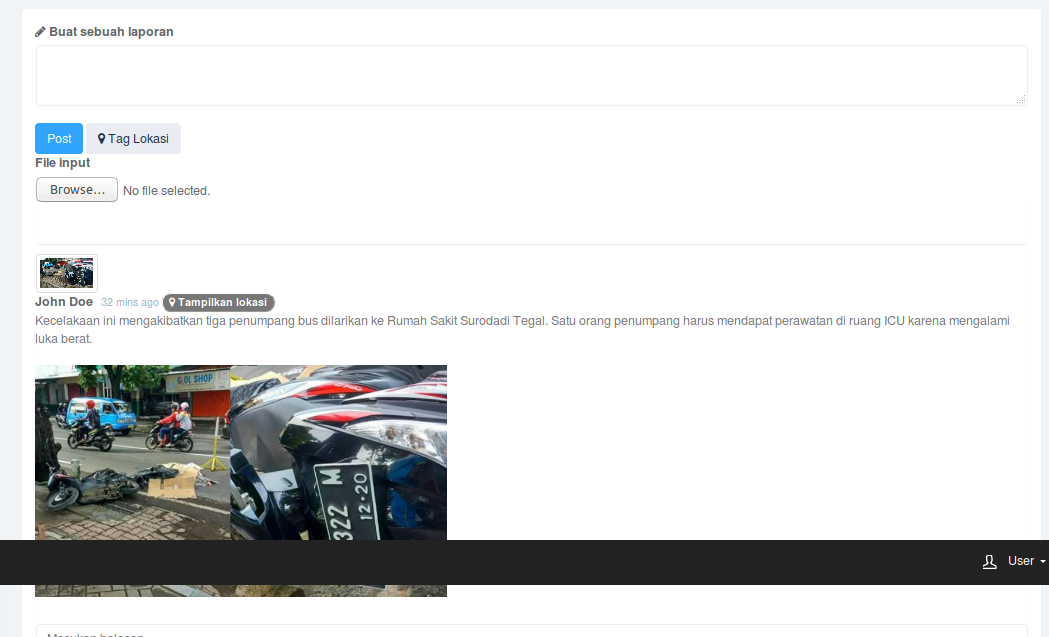 Buat sebuah laporan
Post
Tag Lokasi
File input
Browse...
No file selected.
John Doe 32 mins ago Tampilkan lokasi
Kecelakaan ini mengakibatkan tiga penumpang bus dilarikan ke Rumah Sakit Surodadi Tegal. Satu orang penumpang harus mendapat perawatan di ruang ICU karena mengalami
luka berat.
SHOP
322 M
12·20
User
Masukan balasan